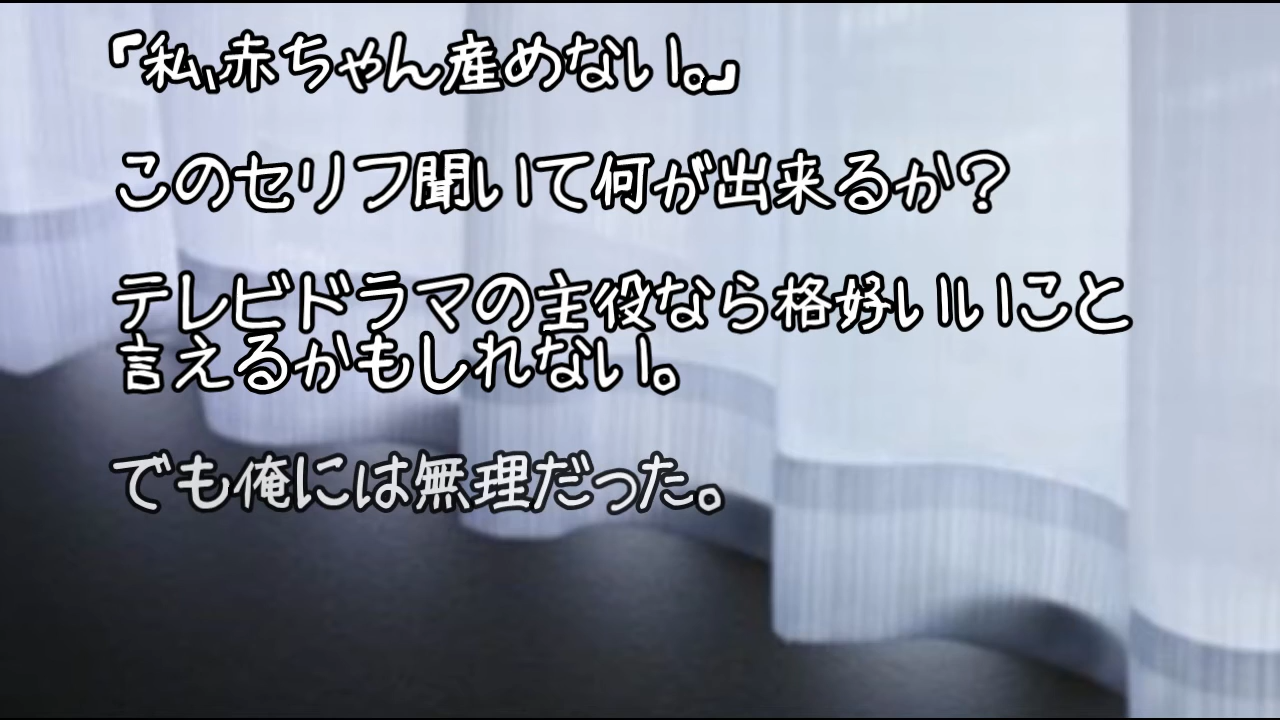 『私、赤ちゃん産めない。』
このセリフ聞いて何が出来るか？
テレビドラマの主役なら格好いいこと
言えるかもしれない。
でも俺には無理だった。